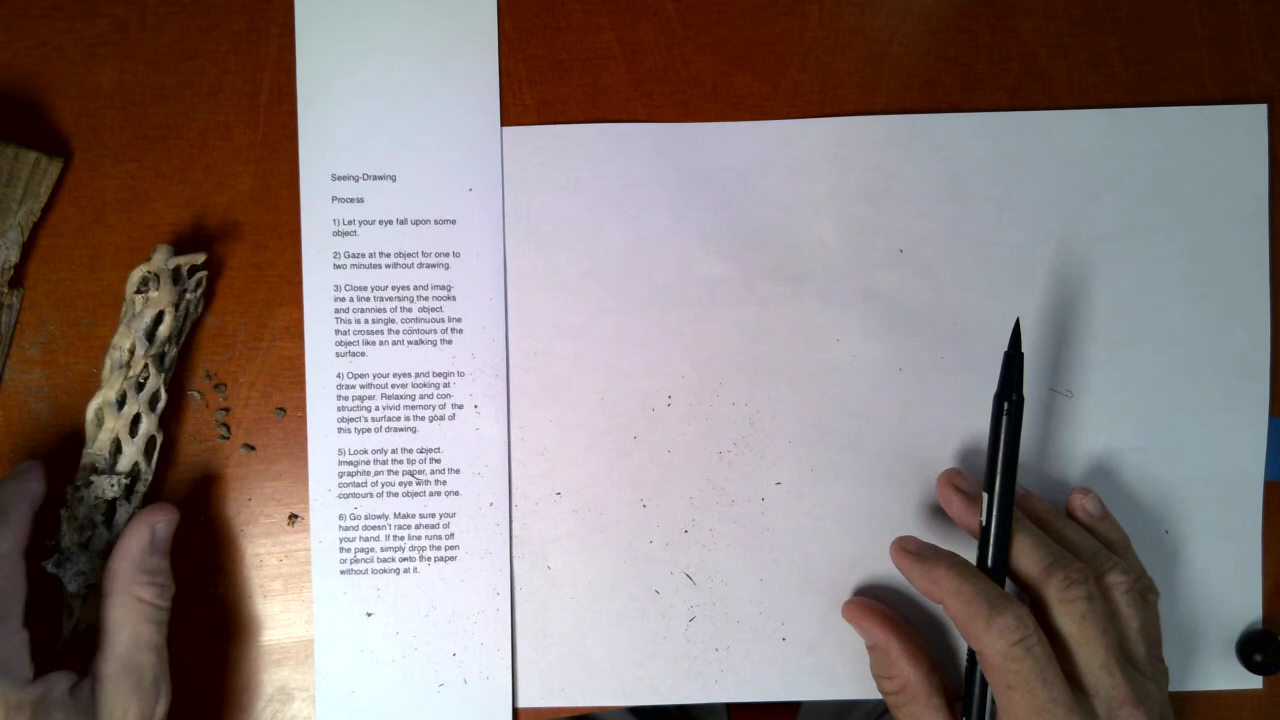 Seeing-Drawing
Process
1) Let your eye fall upon some
object.
2) Gaze at the object for one to
two minutes without drawing.
3) Close your eyes and imag-
ine a line traversing the nooks
and crannies of the object.
This is a single, continuous line
that crosses the contours of the
object like an ant walking the
surface.
4) Open your eyes and begin to
draw without ever looking at
the paper. Relaxing and con-
structing a vivid memory of the
object's surface is the goal of
this type of drawing.
5) Look only at the object.
Imagine that the tip of the
graphite on the paper, and the
contact of you eye with the
contours of the object are one.
6) Go slowly. Make sure your
hand doesn't race ahead of
your hand. If the line runs off
the page, simply drop the pen
or pencil back onto the paper
without looking at it.